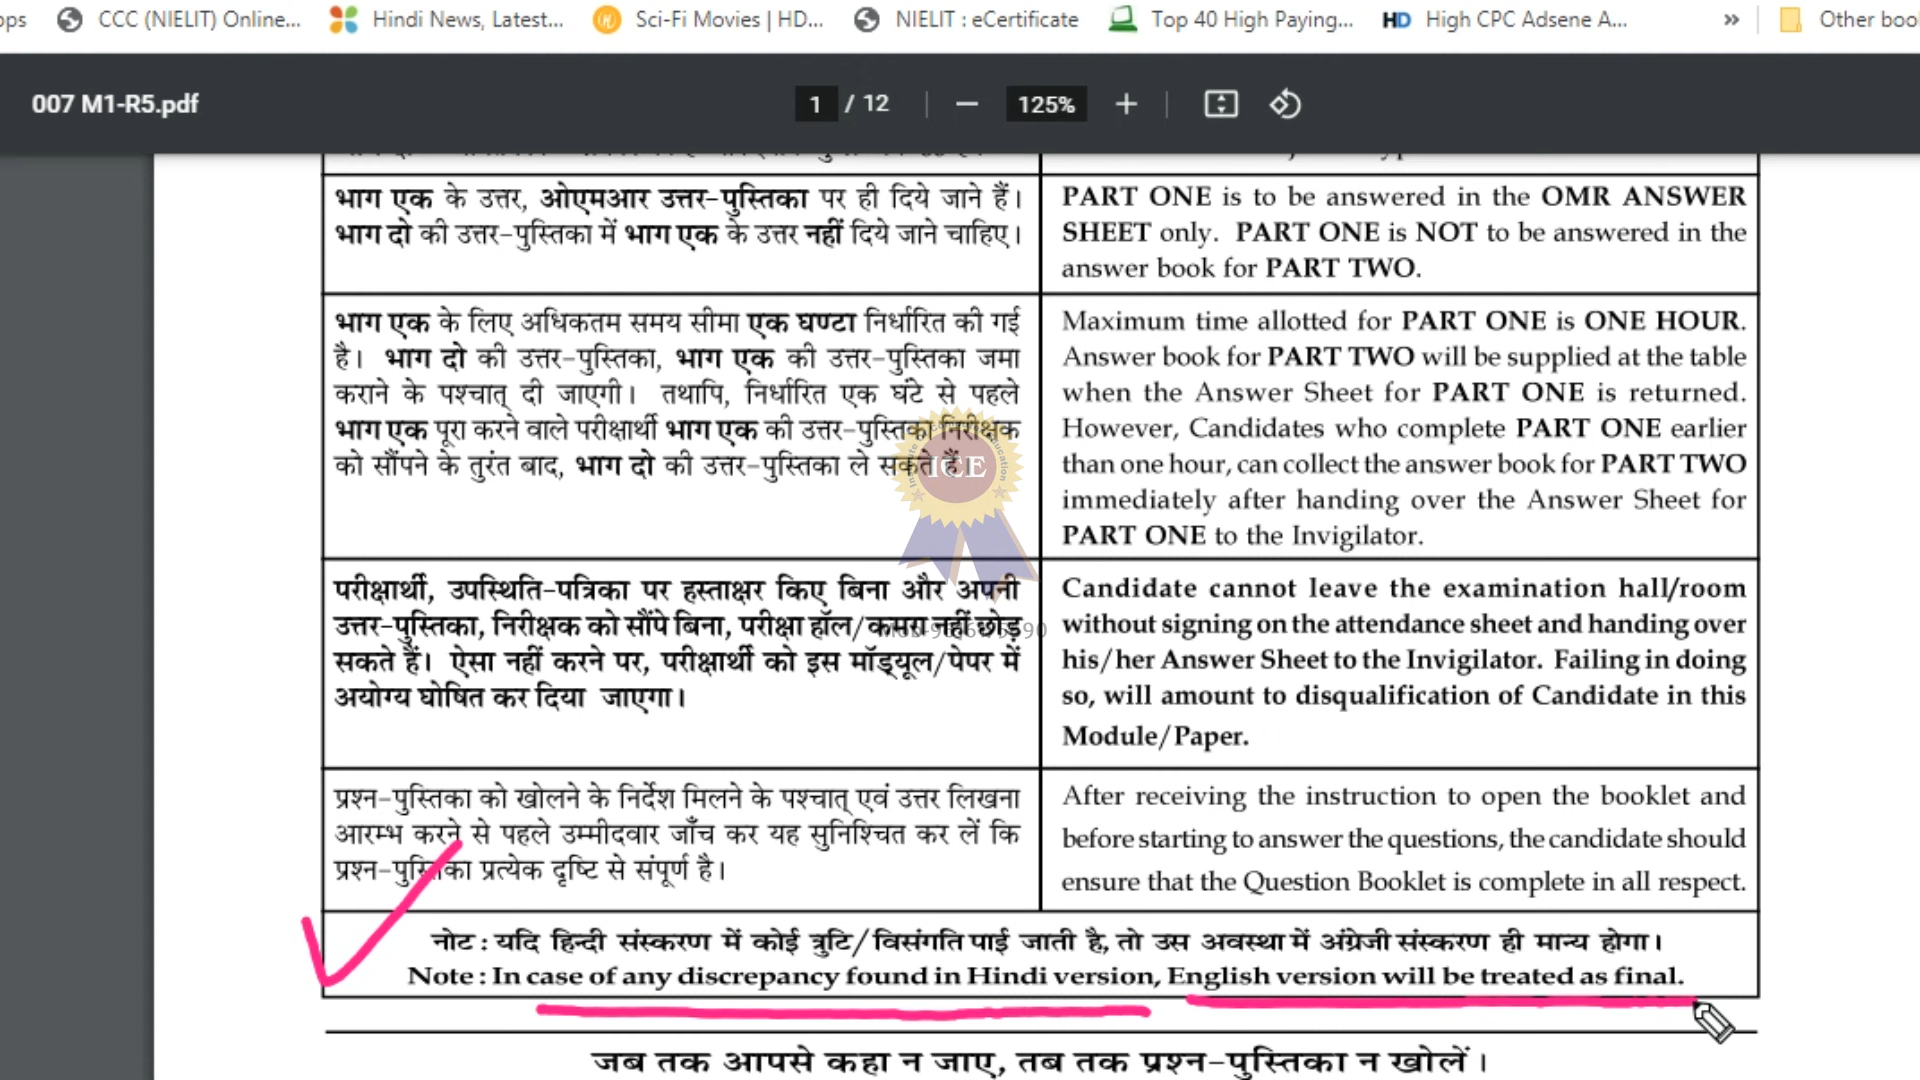 ops CCC (NIELIT) Online... Hindi News, Latest... Sci-Fi Movies | HD... NIELIT : eCertificate Top 40 High Paying... HD High CPC Adsene A... » Other boo
007 M1-R5.pdf 1 / 12 125%
भाग एक के उत्तर, ओएमआर उत्तर-पुस्तिका पर ही दिये जाने हैं।
भाग दो की उत्तर-पुस्तिका में भाग एक के उत्तर नहीं दिये जाने चाहिए।
PART ONE is to be answered in the OMR ANSWER
SHEET only. PART ONE is NOT to be answered in the
answer book for PART TWO.
भाग एक के लिए अधिकतम समय सीमा एक घण्टा निर्धारित की गई
है। भाग दो की उत्तर-पुस्तिका, भाग एक की उत्तर-पुस्तिका जमा
कराने के पश्चात् दी जाएगी। तथापि, निर्धारित एक घंटे से पहले
भाग एक पूरा करने वाले परीक्षार्थी भाग एक की उत्तर-पुस्तिका निरीक्षक
को सौंपने के तुरंत बाद, भाग दो की उत्तर-पुस्तिका ले सकते हैं।
Maximum time allotted for PART ONE is ONE HOUR.
Answer book for PART TWO will be supplied at the table
when the Answer Sheet for PART ONE is returned.
However, Candidates who complete PART ONE earlier
than one hour, can collect the answer book for PART TWO
immediately after handing over the Answer Sheet for
PART ONE to the Invigilator.
ICE
परीक्षार्थी, उपस्थिति-पत्रिका पर हस्ताक्षर किए बिना और अपनी
उत्तर-पुस्तिका, निरीक्षक को सौंपे बिना, परीक्षा हॉल/कमरा नहीं छोड़
सकते हैं। ऐसा नहीं करने पर, परीक्षार्थी को इस मॉड्यूल/पेपर में
अयोग्य घोषित कर दिया जाएगा।
Candidate cannot leave the examination hall/room
without signing on the attendance sheet and handing over
his/her Answer Sheet to the Invigilator. Failing in doing
so, will amount to disqualification of Candidate in this
Module/Paper.
प्रश्न-पुस्तिका को खोलने के निर्देश मिलने के पश्चात् एवं उत्तर लिखना
आरम्भ करने से पहले उम्मीदवार जाँच कर यह सुनिश्चित कर लें कि
प्रश्न-पुस्तिका प्रत्येक दृष्टि से संपूर्ण है।
After receiving the instruction to open the booklet and
before starting to answer the questions, the candidate should
ensure that the Question Booklet is complete in all respect.
नोट : यदि हिन्दी संस्करण में कोई त्रुटि/विसंगति पाई जाती है, तो उस अवस्था में अंग्रेजी संस्करण ही मान्य होगा।
Note : In case of any discrepancy found in Hindi version, English version will be treated as final.
जब तक आपसे कहा न जाए, तब तक प्रश्न-पुस्तिका न खोलें।